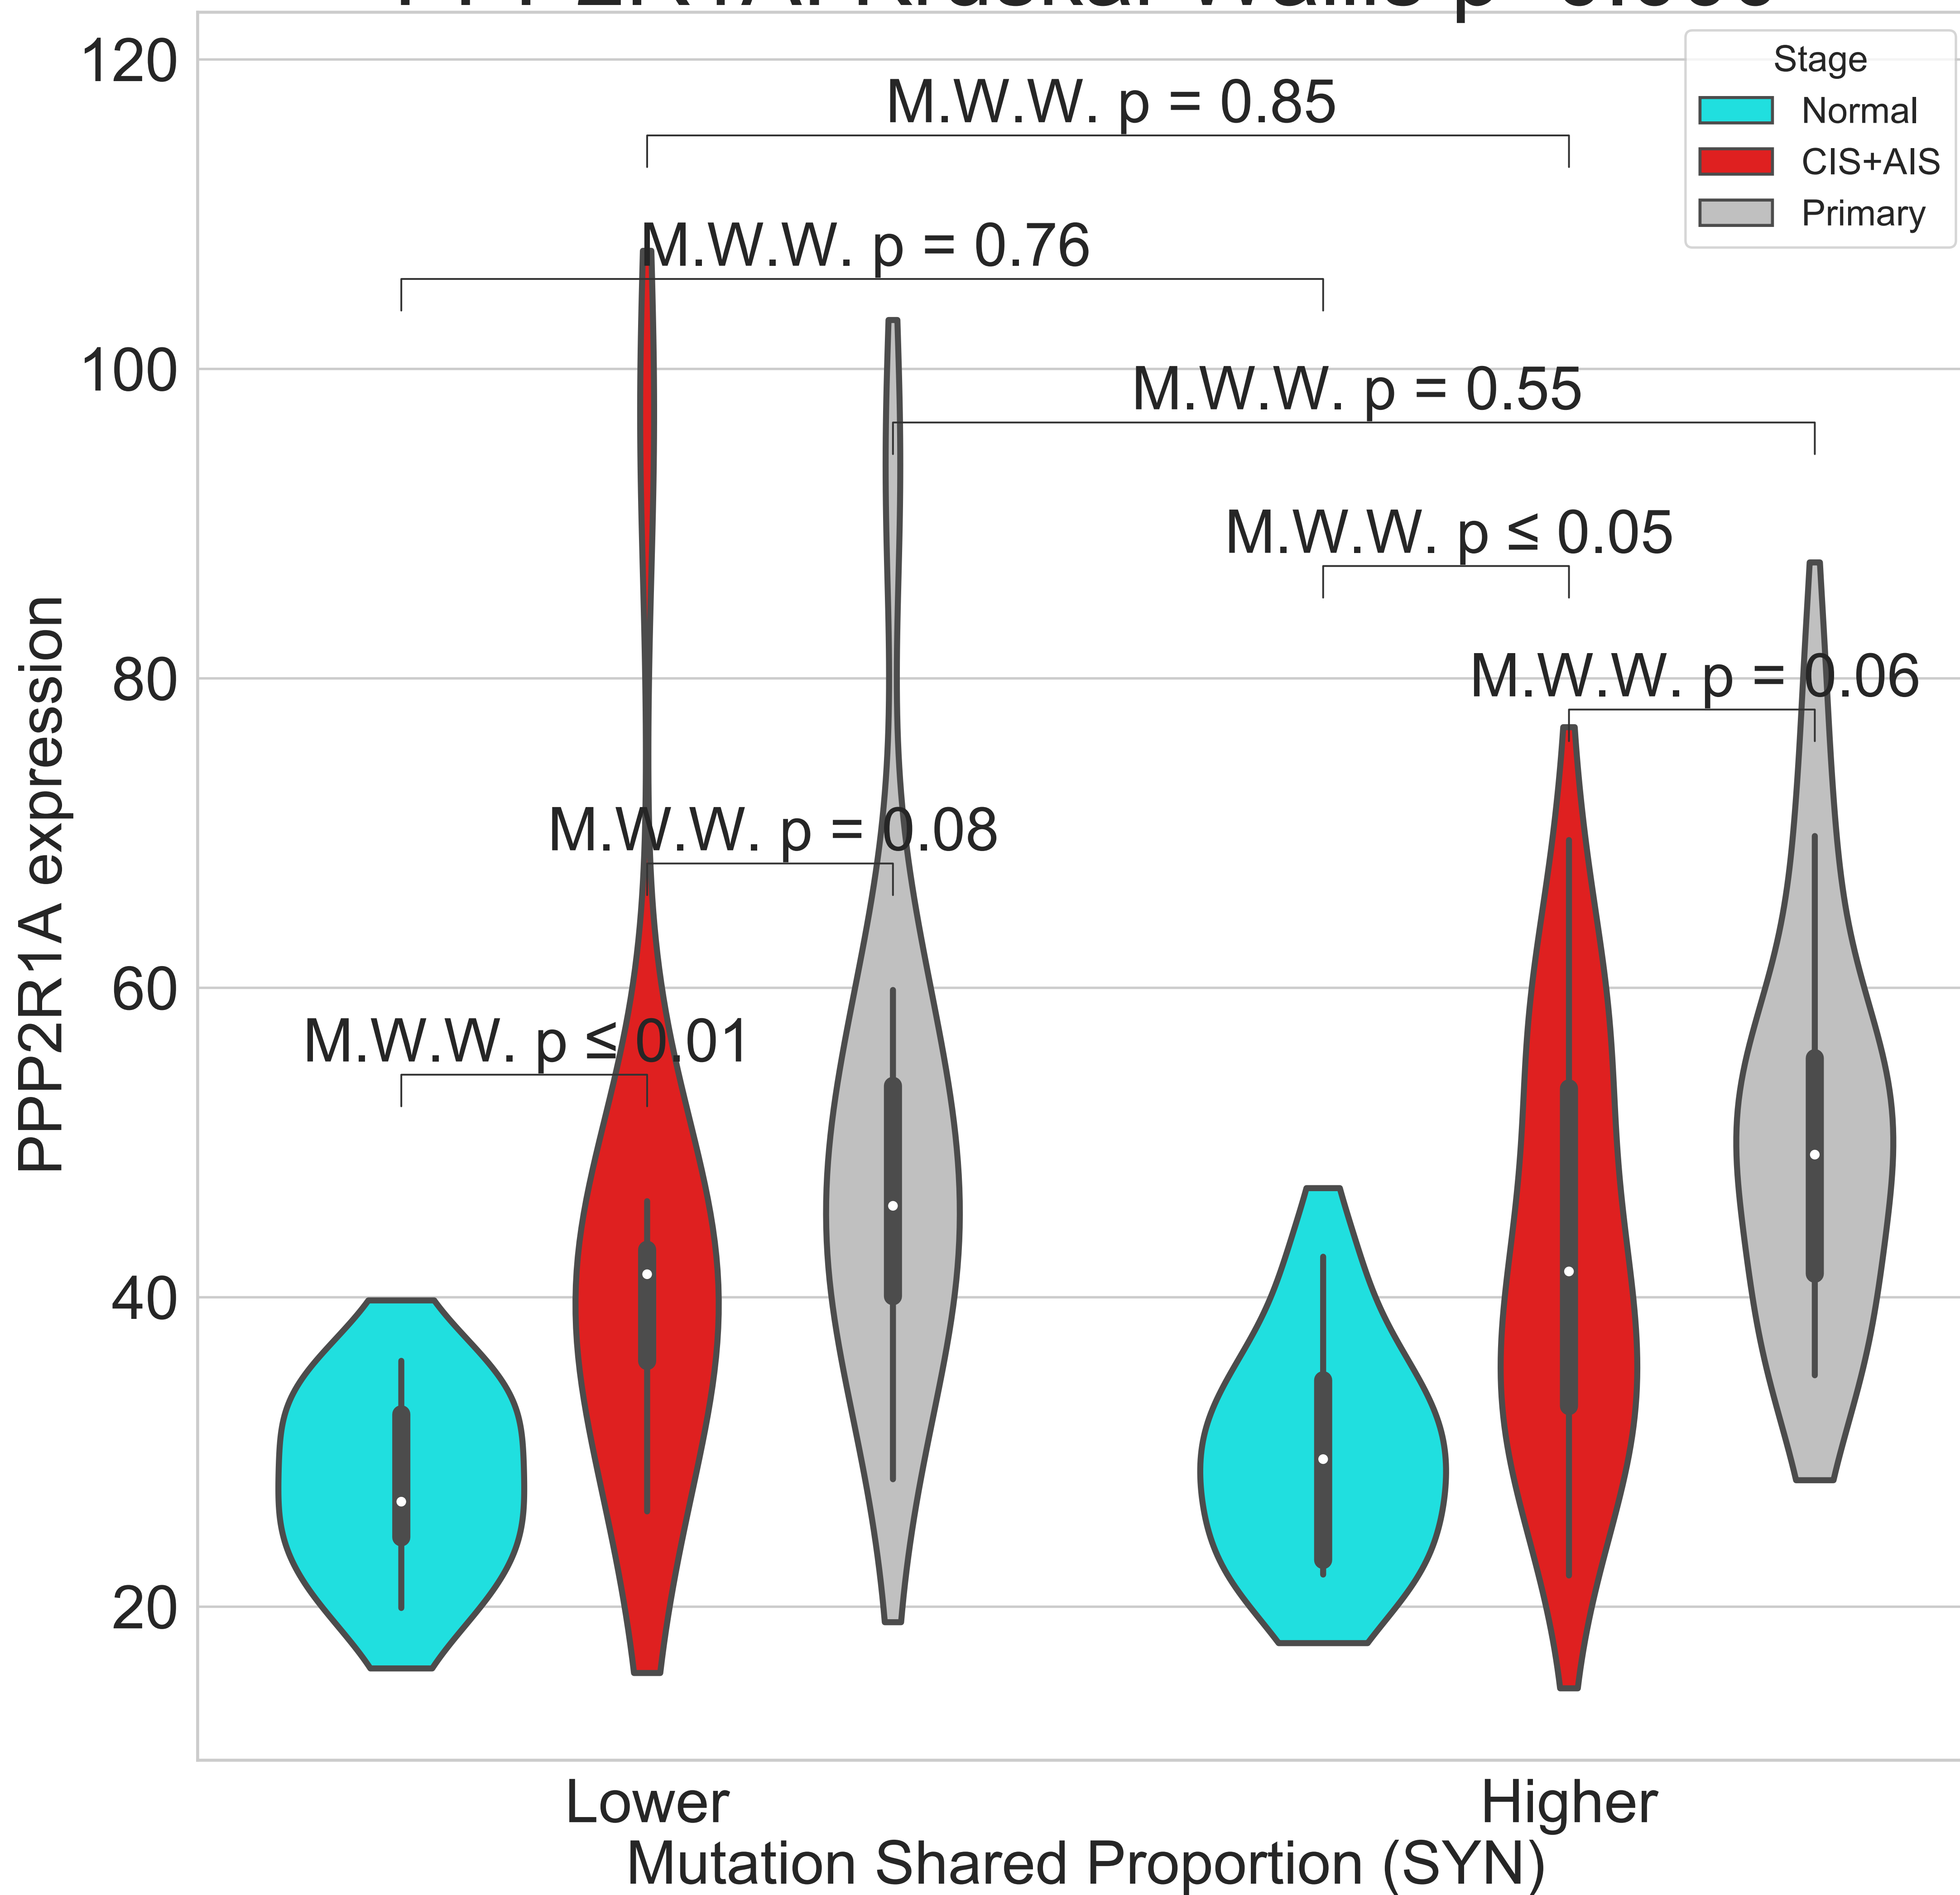 120
M.W.W. p = 0.85
Stage
Normal
CIS+AIS
Primary
M.W.W. p = 0.76
100
M.W.W. p = 0.55
M.W.W. p ≤ 0.05
80
M.W.W. p = 0.06
M.W.W. p = 0.08
PPP2R1A expression
60
M.W.W. p ≤ 0.01
40
20
Lower
Higher
Mutation Shared Proportion (SYN)